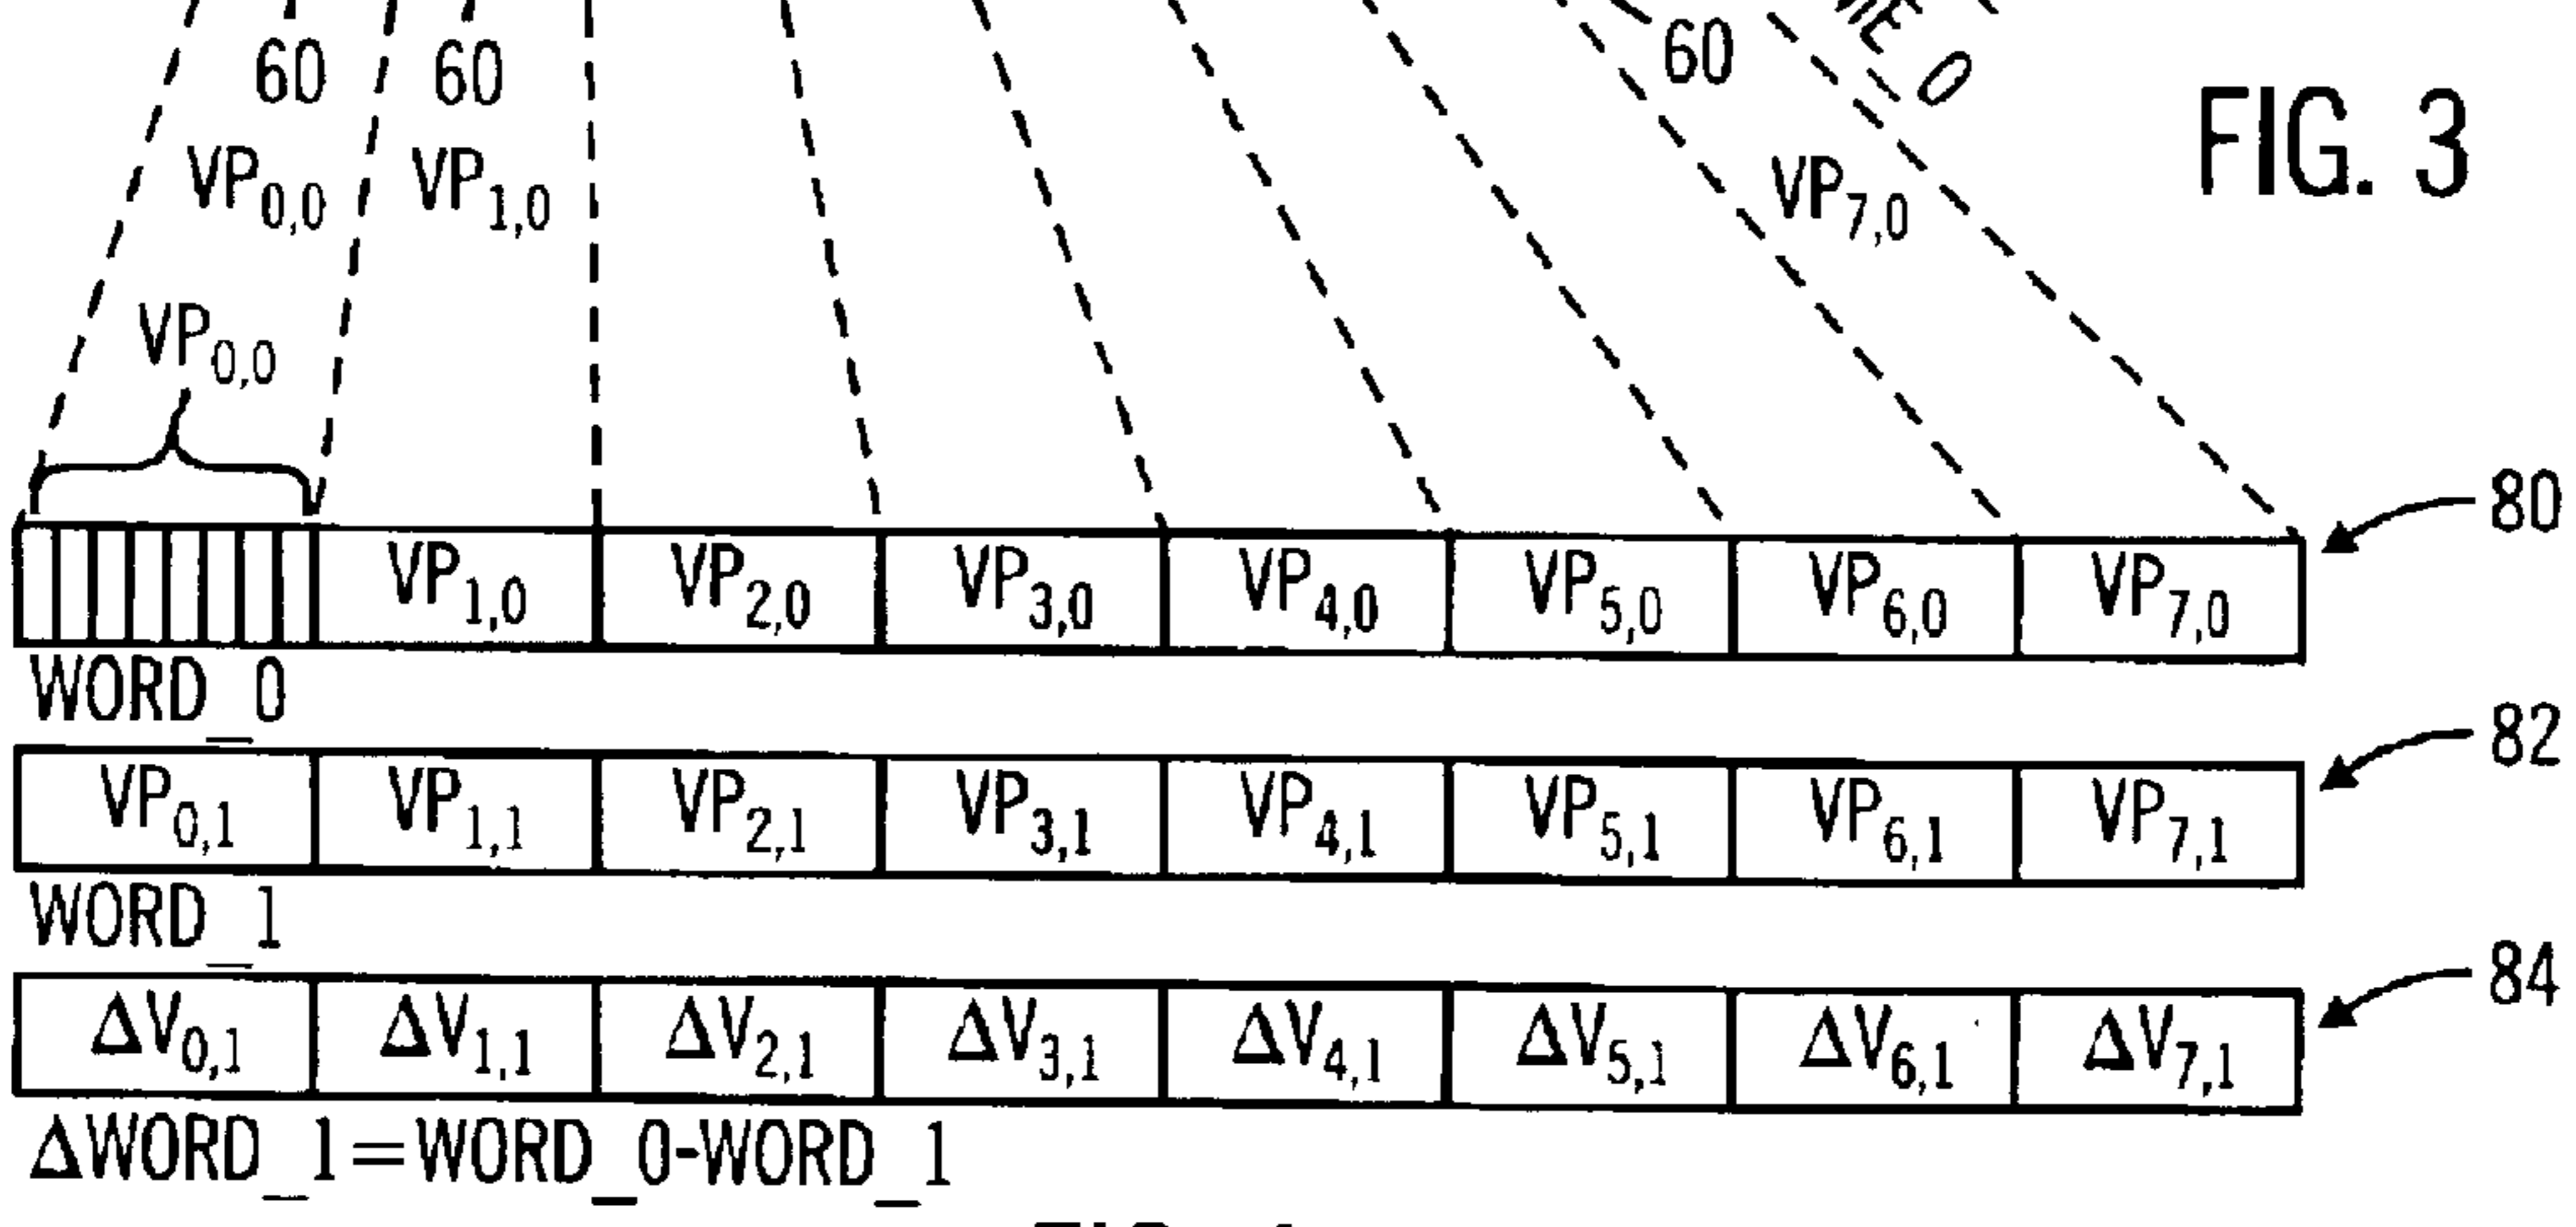 60 60 60
FIG. 3
VP0,0 VP1,0 VP7,0
VP0,0
80
VP1,0 VP2,0 VP3,0 VP4,0 VP5,0 VP6,0 VP7,0
WORD_0
82
VP0,1 VP1,1 VP2,1 VP3,1 VP4,1 VP5,1 VP6,1 VP7,1
WORD_1
84
ΔV0,1 ΔV1,1 ΔV2,1 ΔV3,1 ΔV4,1 ΔV5,1 ΔV6,1 ΔV7,1
ΔWORD_1=WORD_0-WORD_1